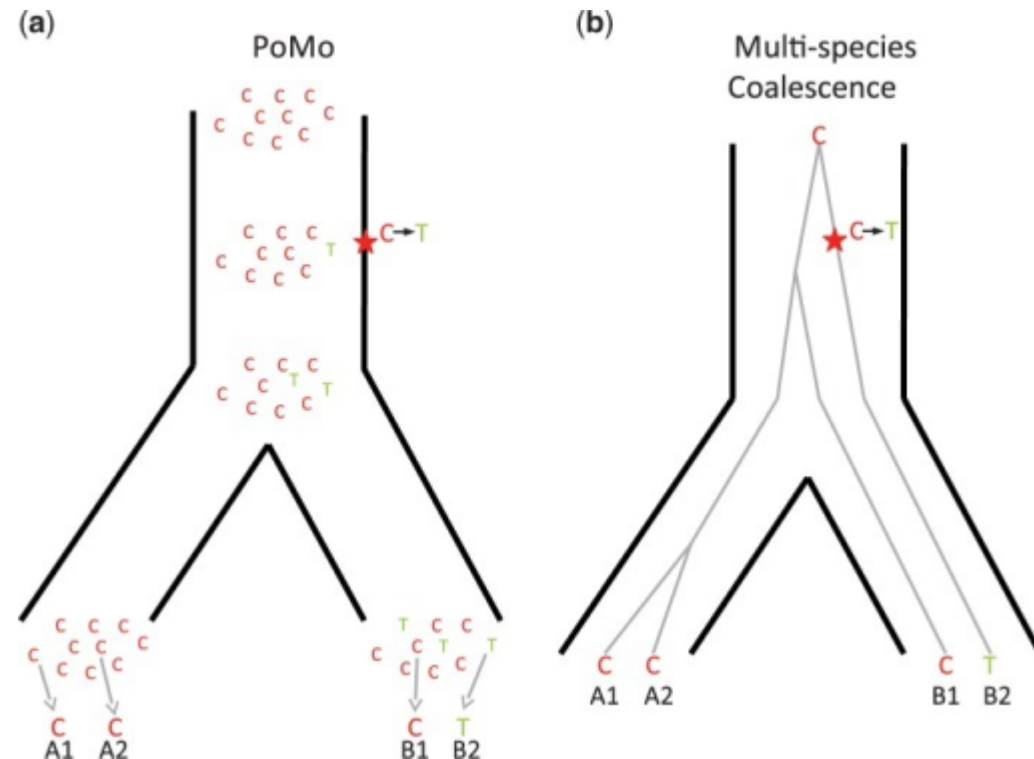 (a)
PoMo
C C C
C C C C
C C C
C→T
C C C
C C C T
C C C
C C C
C C T T
C C C
C C C
C C C C
C C C
T C C
C C T T
C C C
C C
A1 A2
C T
B1 B2
(b)
Multi-species
Coalescence
C
C→T
C C
A1 A2
C T
B1 B2